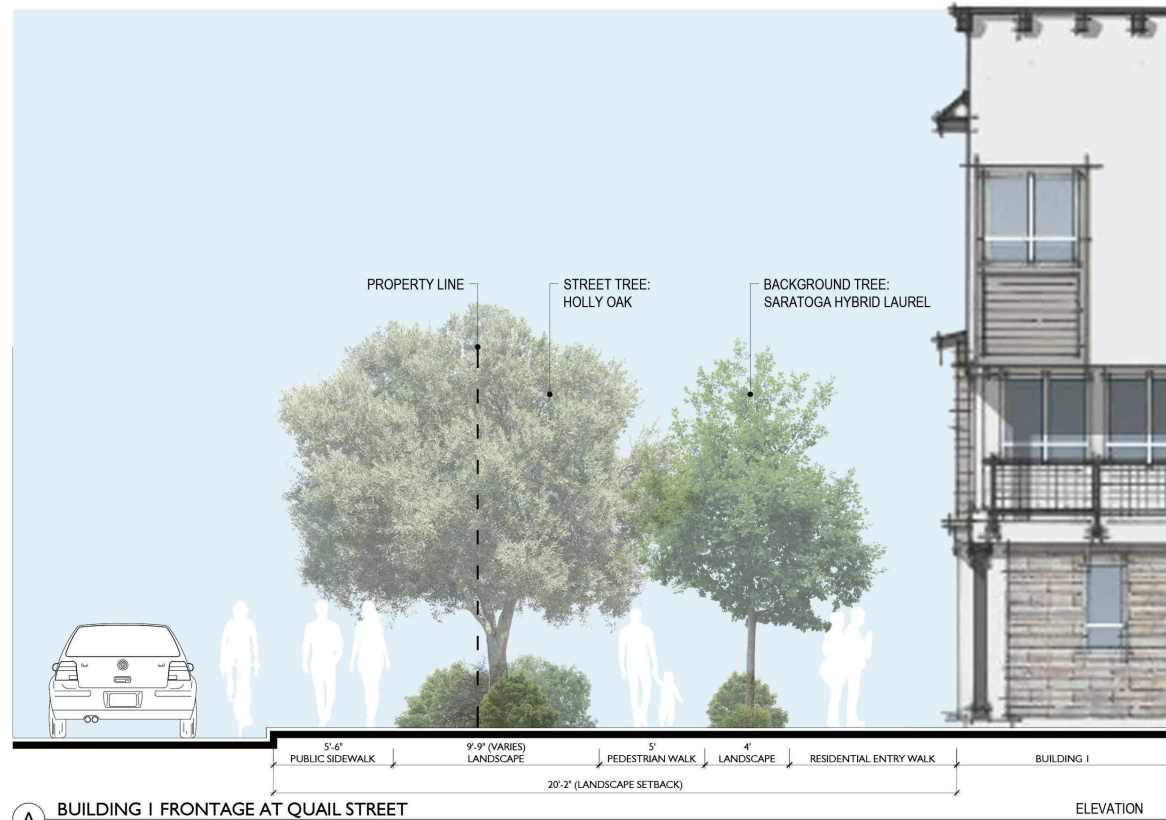 PROPERTY LINE
STREET TREE:
HOLLY OAK
BACKGROUND TREE:
SARATOGA HYBRID LAUREL
5'-6"
PUBLIC SIDEWALK
9'-9" (VARIES)
LANDSCAPE
5'
PEDESTRIAN WALK
4'
LANDSCAPE
RESIDENTIAL ENTRY WALK
BUILDING 1
20'-2" (LANDSCAPE SETBACK)
A
BUILDING 1 FRONTAGE AT QUAIL STREET
ELEVATION